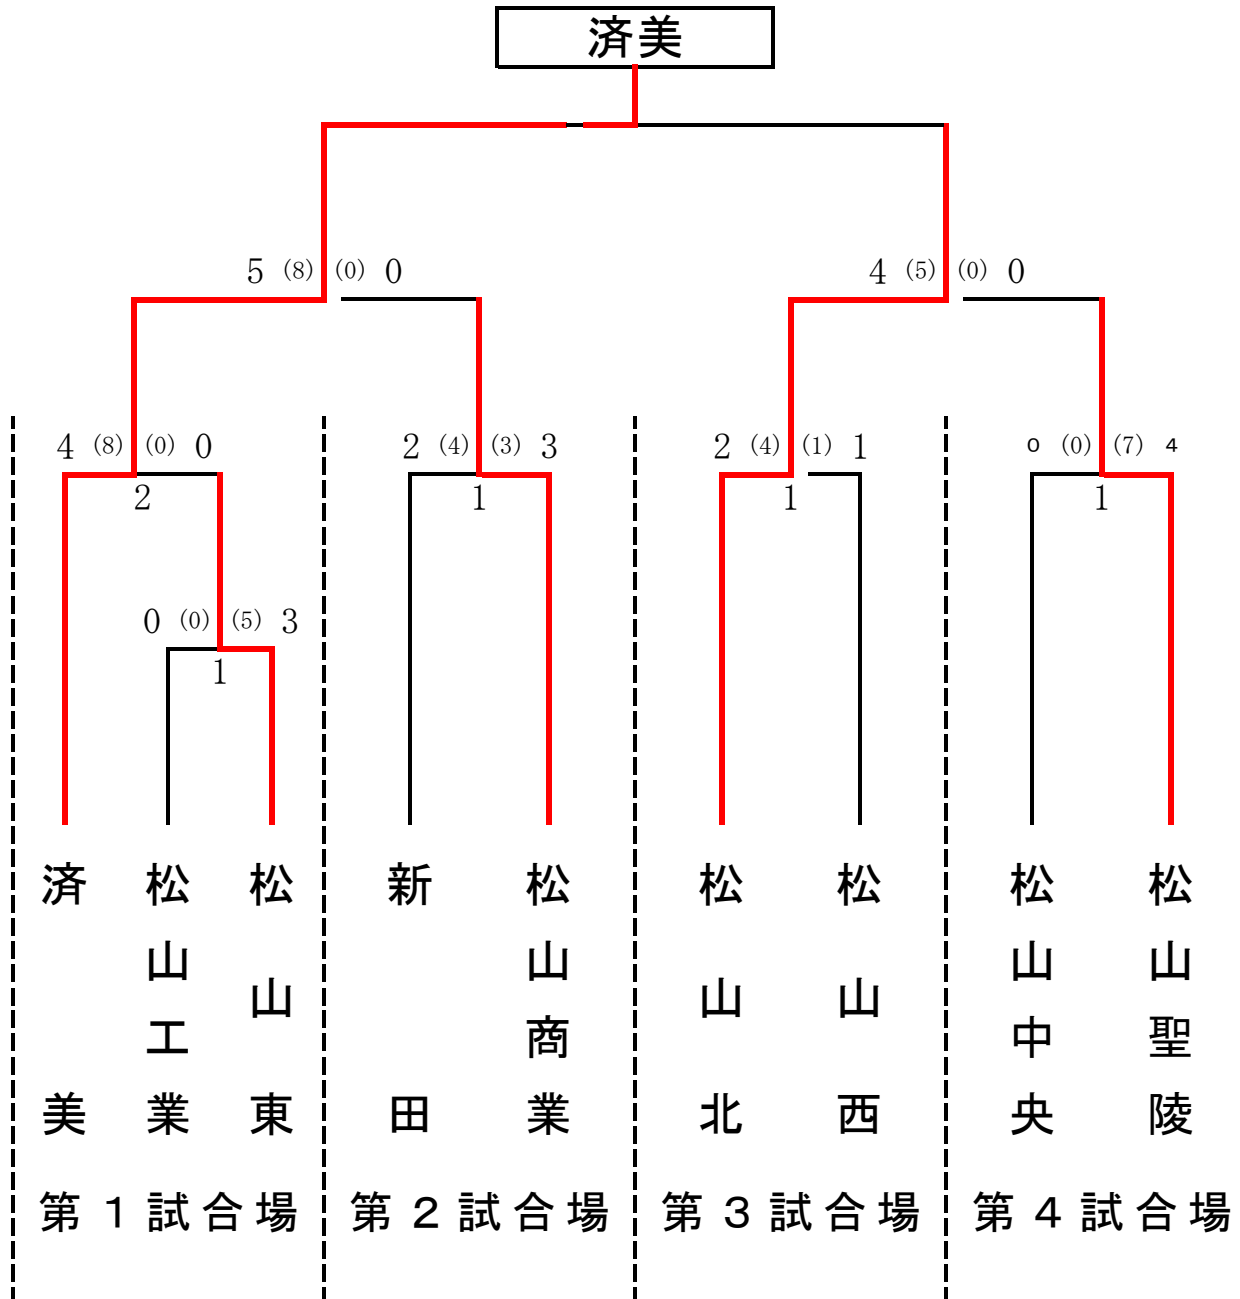 済美
5 (8) (0) 0
4 (5) (0) 0
4 (8) (0) 0
2 (4) (3) 3
2 (4) (1) 1
0 (0) (7) 4
2
1
1
1
0 (0) (5) 3
1
済美
松山工業
松山東
新田
松山商業
松山北
松山西
松山中央
松山聖陵
第1試合場
第2試合場
第3試合場
第4試合場